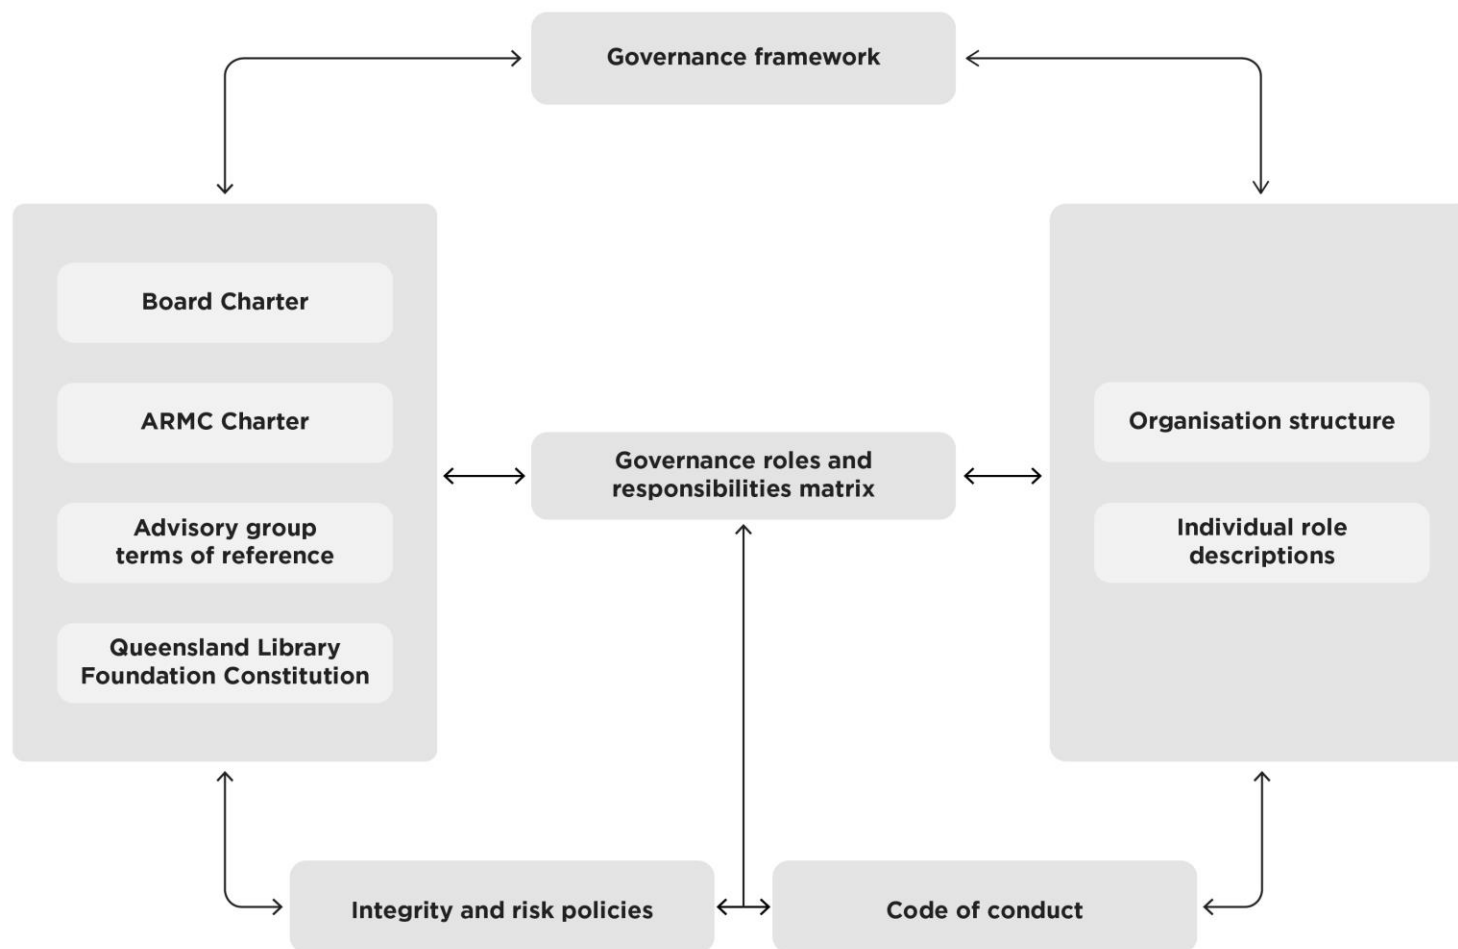 Governance framework
Board Charter
ARMC Charter
Advisory group
terms of reference
Queensland Library
Foundation Constitution
Governance roles and
responsibilities matrix
Organisation structure
Individual role
descriptions
Integrity and risk policies
Code of conduct